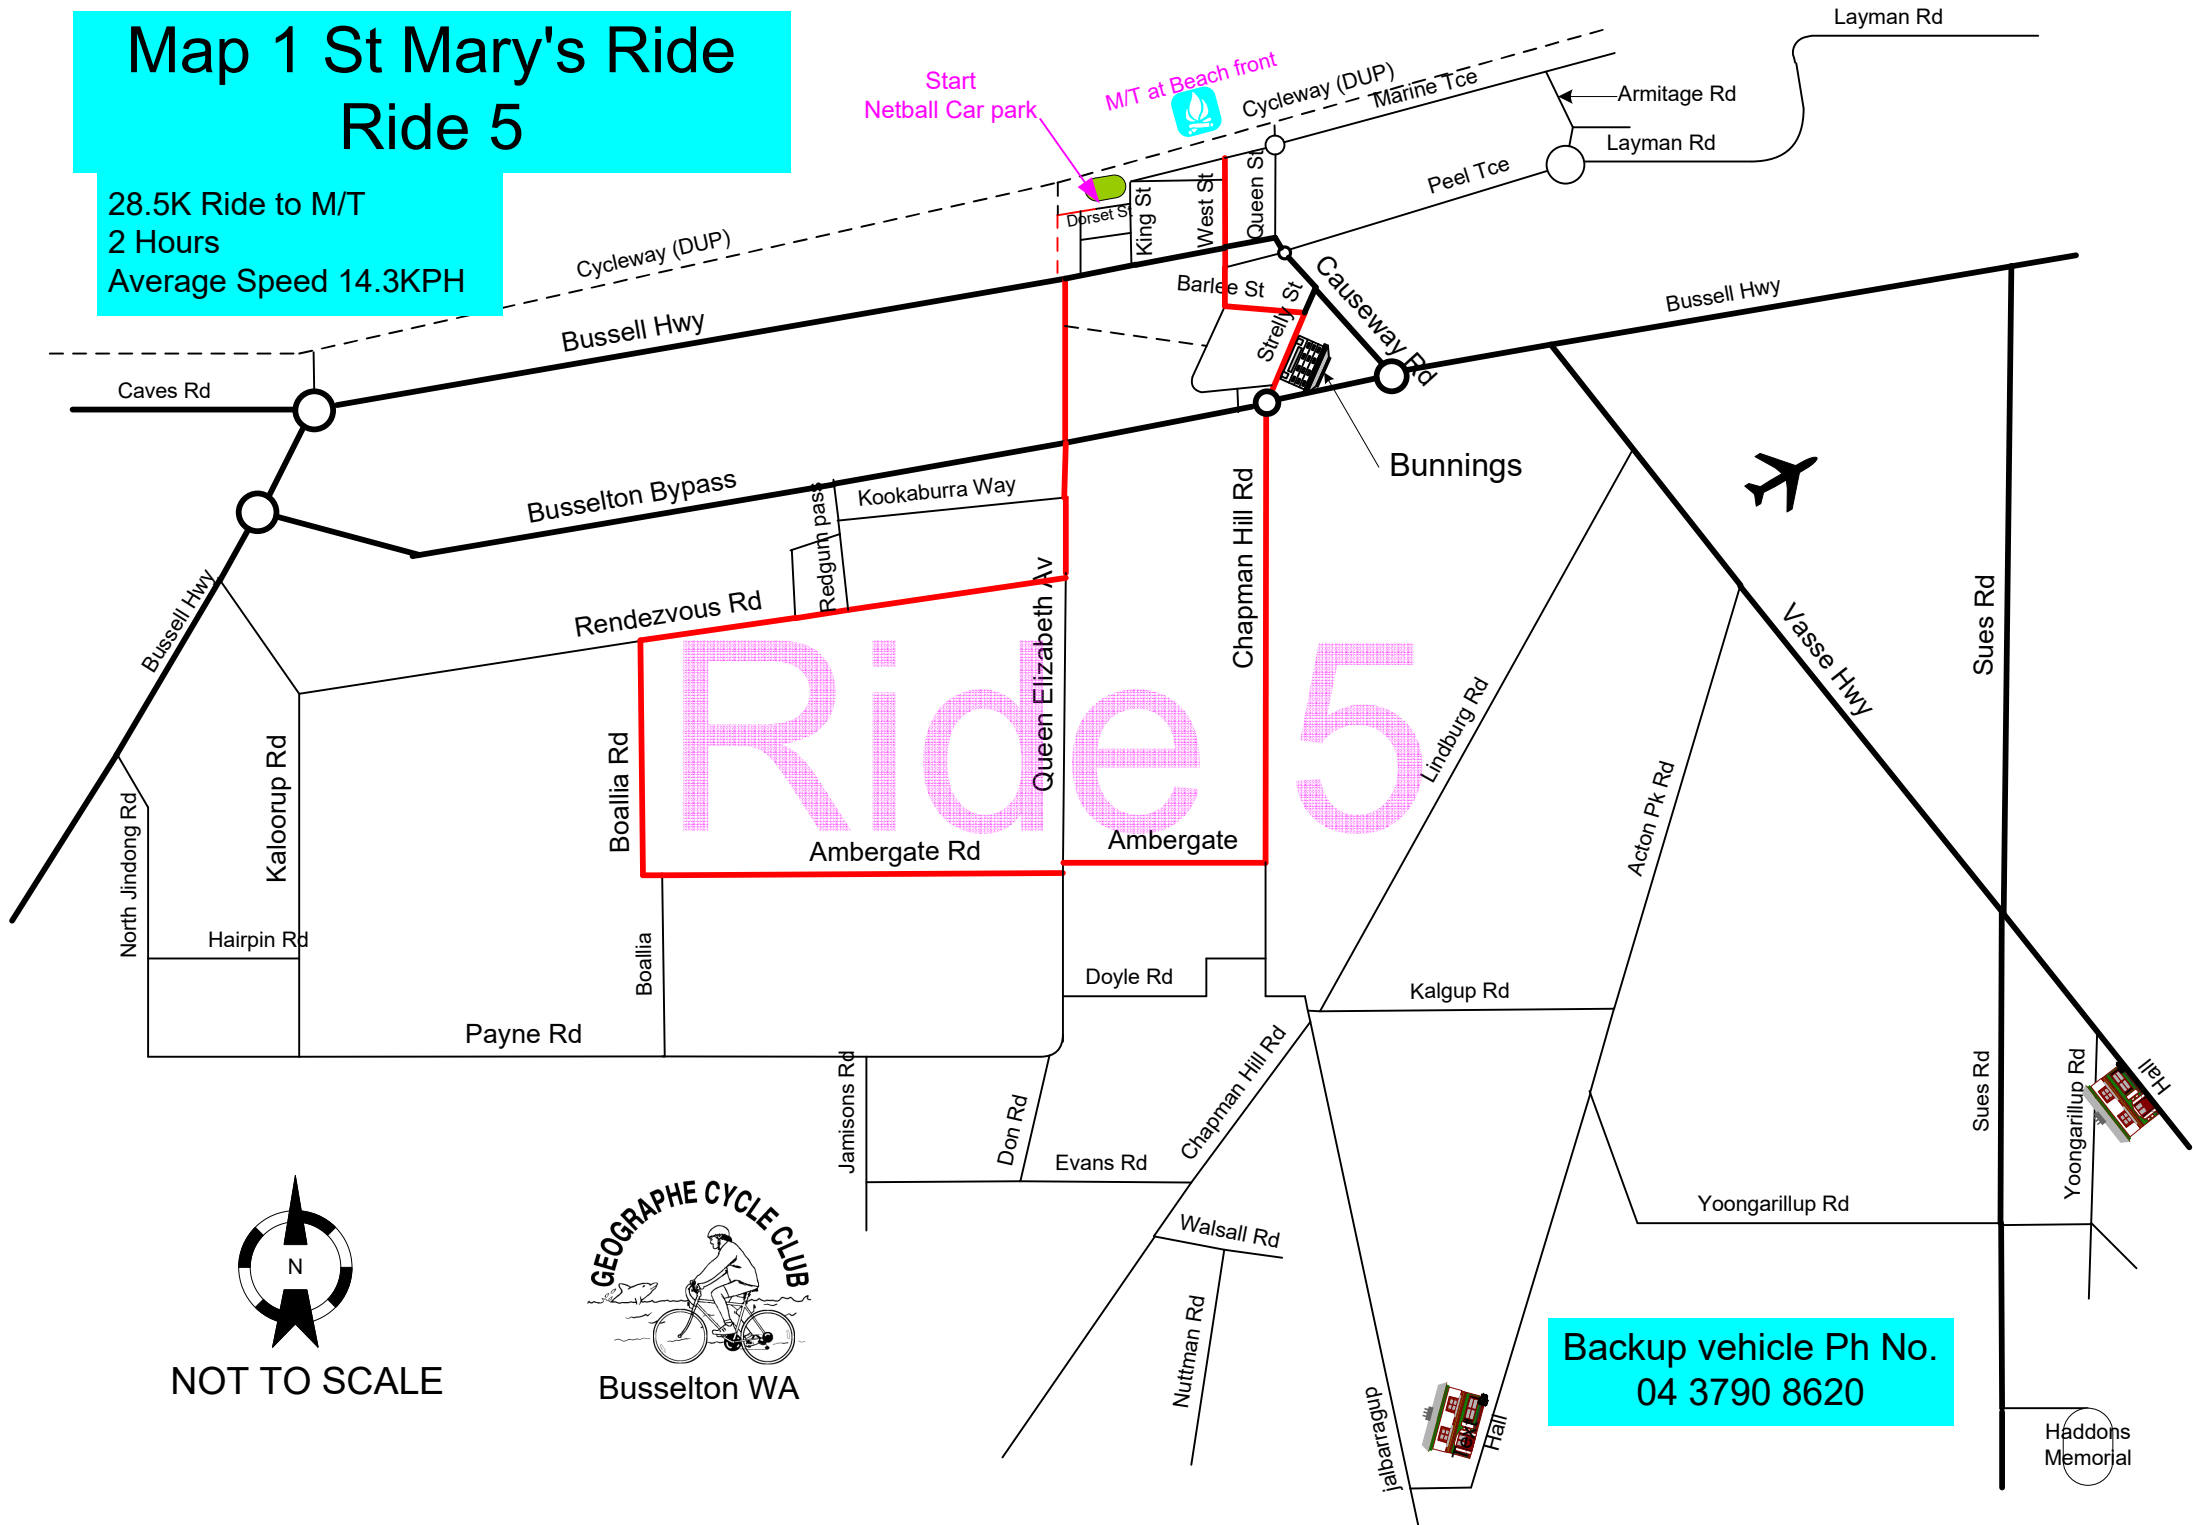 Map 1 St Mary's Ride
Ride 5
28.5K Ride to M/T
2 Hours
Average Speed 14.3KPH
Start
Netball Car park
M/T at Beach front
Cycleway (DUP)
Marine Tce
Layman Rd
Armitage Rd
Layman Rd
Peel Tce
Queen St
West St
King St
Dorset St
Cycleway (DUP)
Bussell Hwy
Barlee St
Strelly St
Causeway Rd
Bussell Hwy
Caves Rd
Bunnings
Busselton Bypass
Kookaburra Way
Redgum pass
Rendezvous Rd
Bussell Hwy
Queen Elizabeth Av
Chapman Hill Rd
Sues Rd
Vasse Hwy
Lindburg Rd
Acton Pk Rd
Ride 5
Boallia Rd
Kaloorup Rd
North Jindong Rd
Ambergate Rd
Ambergate
Hairpin Rd
Boallia
Doyle Rd
Kalgup Rd
Payne Rd
Jamisons Rd
Don Rd
Evans Rd
Chapman Hill Rd
Sues Rd
Yoongarillup Rd
Hall
Yoongarillup Rd
Walsall Rd
Nuttman Rd
N
NOT TO SCALE
GEOGRAPHE CYCLE CLUB
Busselton WA
jalbarragup
Hall
Backup vehicle Ph No.
04 3790 8620
Haddons
Memorial